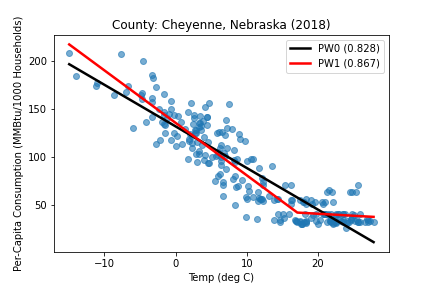 County: Cheyenne, Nebraska (2018)
Per-Capita Consumption (MMBtu/1000 Households)
200
150
100
50
PW0 (0.828)
PW1 (0.867)
−10
0
10
20
Temp (deg C)